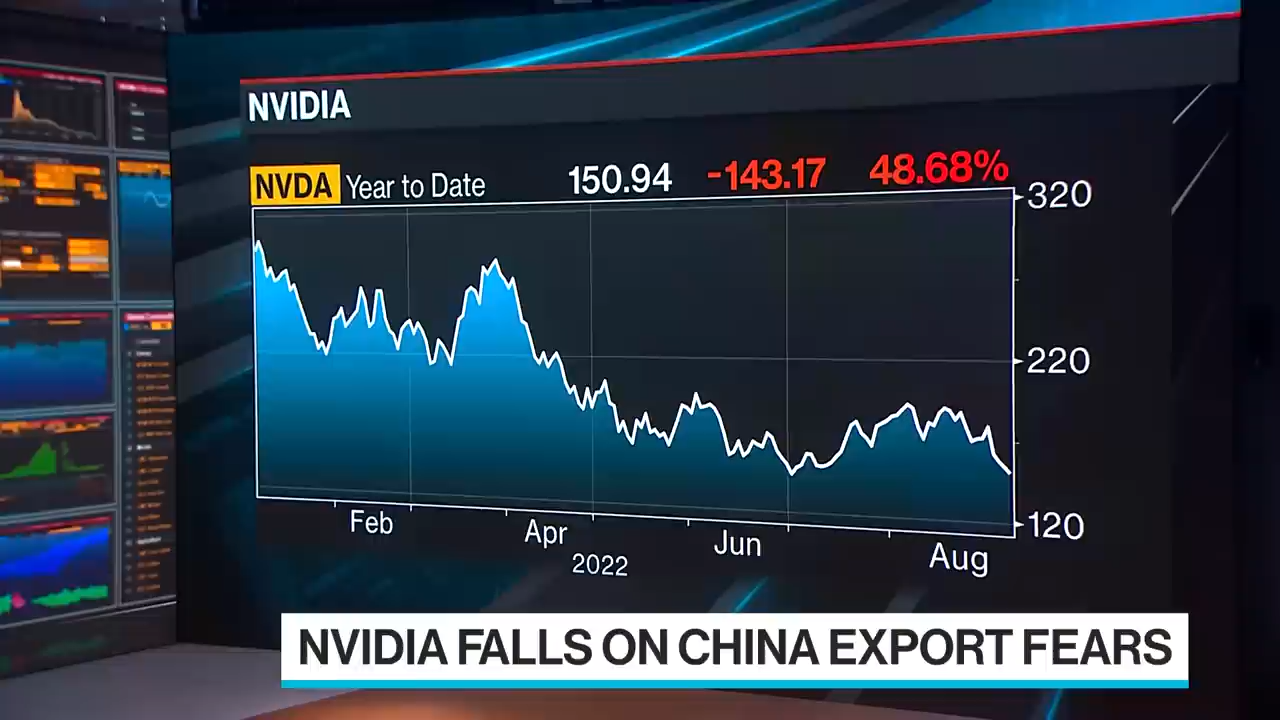 NVIDIA
NVDA Year to Date 150.94 -143.17 48.68%
320
220
120
Feb Apr Jun Aug
2022
NVIDIA FALLS ON CHINA EXPORT FEARS